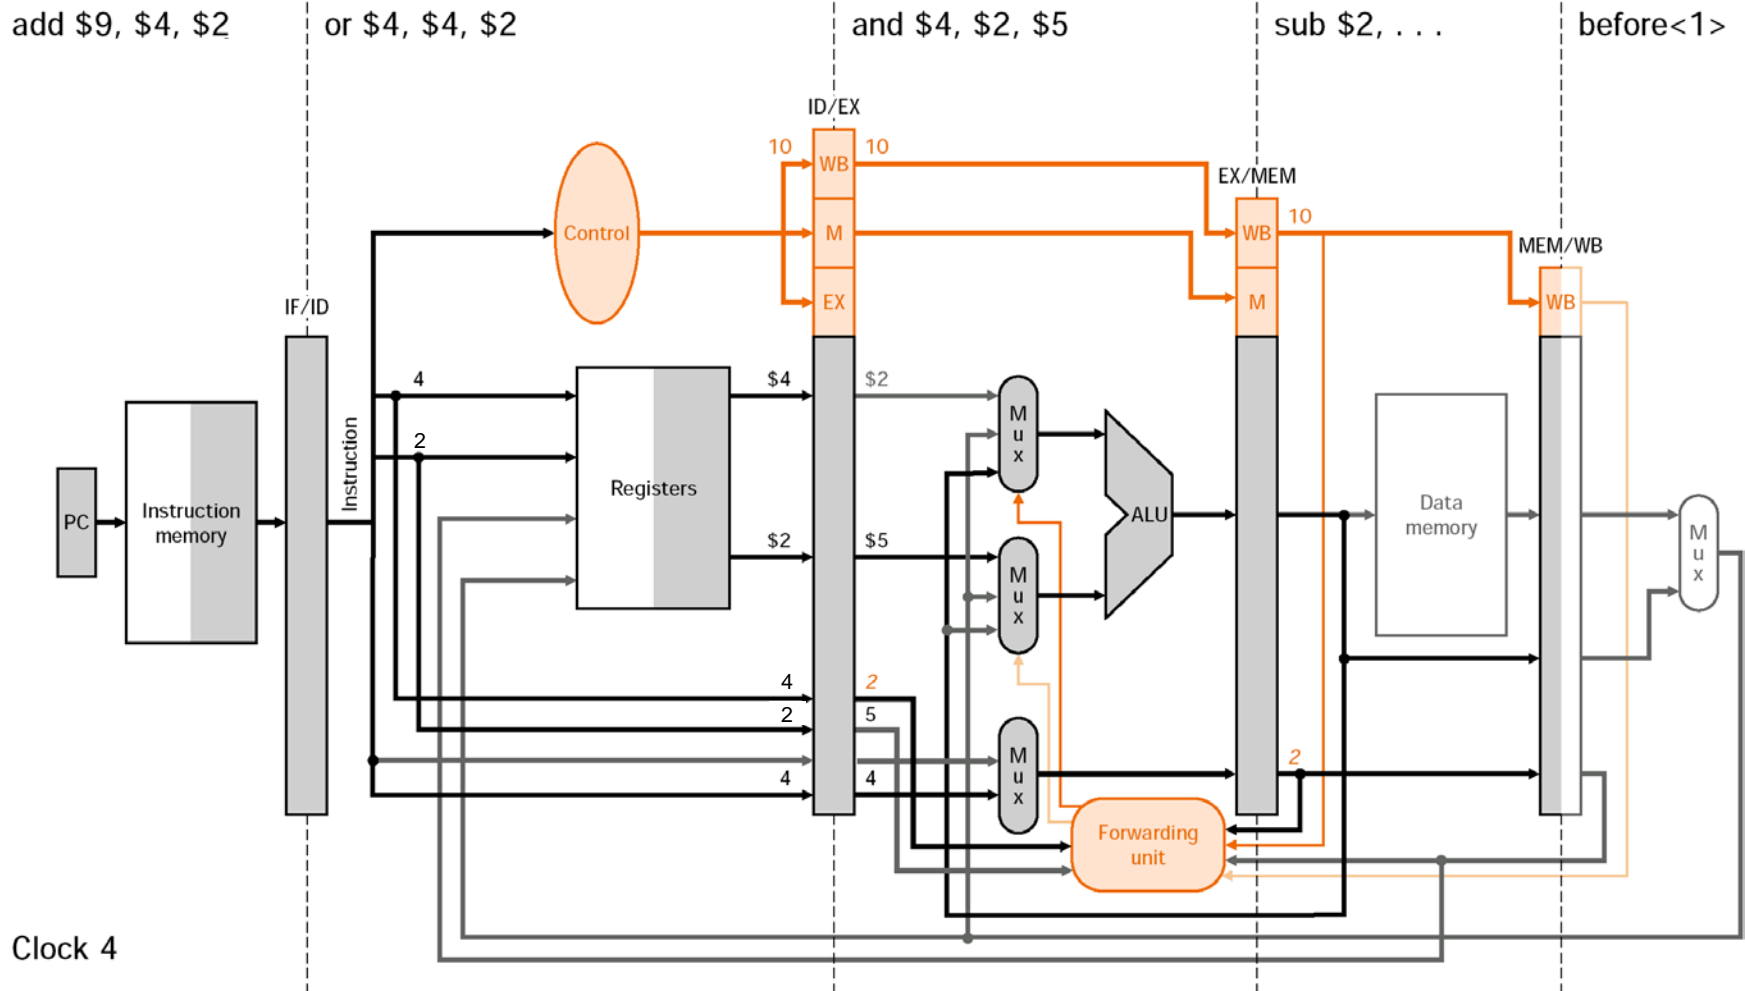 add $9, $4, $2
or $4, $4, $2
and $4, $2, $5
sub $2, . . .
before<1>
ID/EX
10
WB
10
EX/MEM
10
Control
M
WB
MEM/WB
IF/ID
EX
M
WB
4
$4
$2
M
u
x
2
Instruction
Registers
PC
Instruction
memory
ALU
Data
memory
M
u
x
$2
$5
M
u
x
4
2
2
5
M
u
x
4
4
2
Forwarding
unit
Clock 4